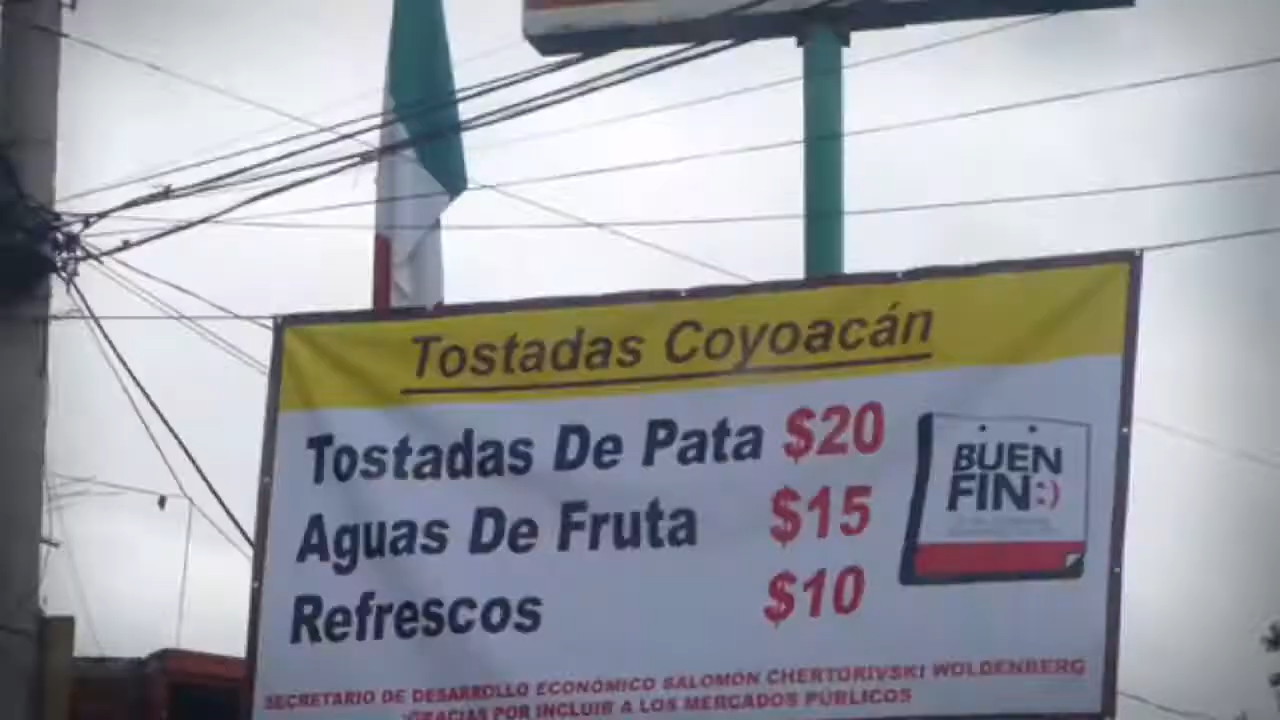 Tostadas Coyoacán
Tostadas De Pata $20
Aguas De Fruta $15
Refrescos $10
BUEN
FIN:)
SECRETARIO DE DESARROLLO ECONÓMICO SALOMÓN CHERTORIVSKI WOLDENBERG
GRACIAS POR INCLUIR A LOS MERCADOS PÚBLICOS